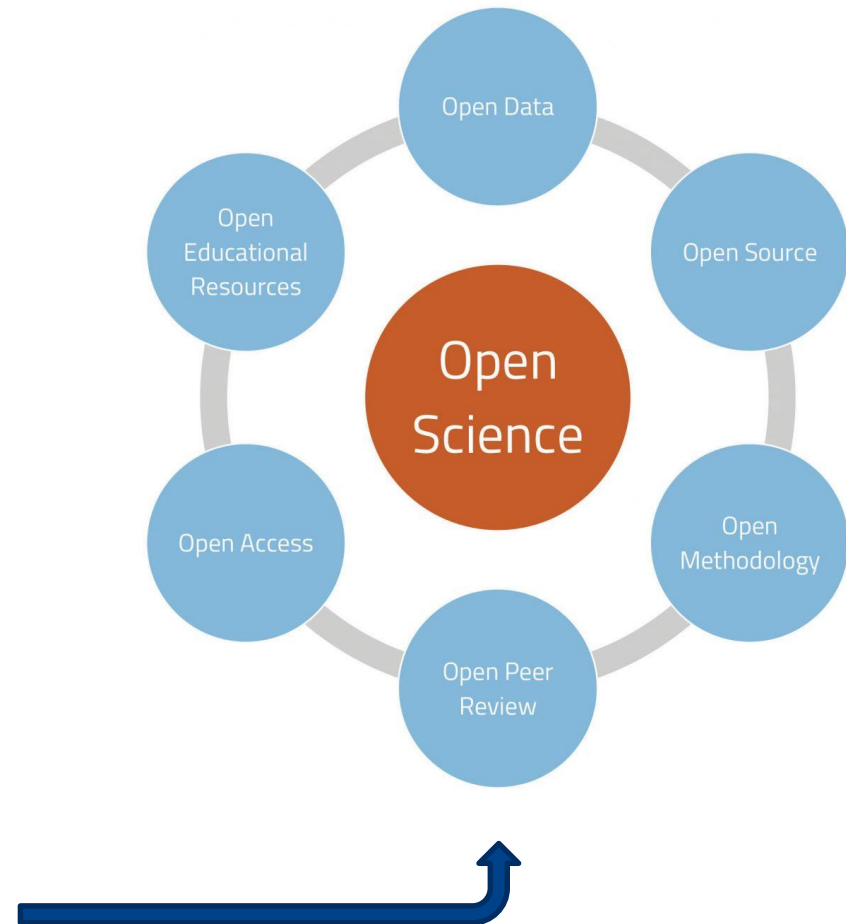 Open Data
Open
Educational
Resources
Open Source
Open
Science
Open Access
Open
Methodology
Open Peer
Review